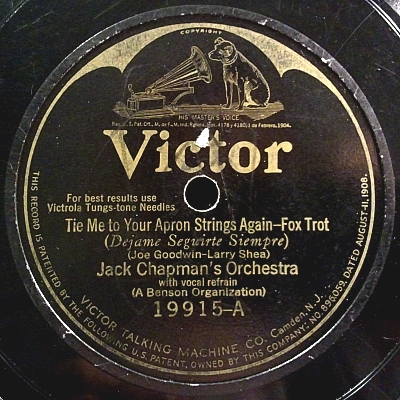 COPYRIGHT
HIS MASTER'S VOICE
Victor
For best results use
Victrola Tungs-tone Needles
Tie Me to Your Apron Strings Again—Fox Trot
(Dejame Seguirte Siempre)
(Joe Goodwin-Larry Shea)
Jack Chapman's Orchestra
with vocal refrain
(A Benson Organization)
19915-A
THIS RECORD IS PATENTED BY THE FOLLOWING U.S. PATENT, OWNED BY THIS COMPANY: NO. 896059, DATED AUGUST-11, 1908.
VICTOR TALKING MACHINE CO. Camden, N.J.